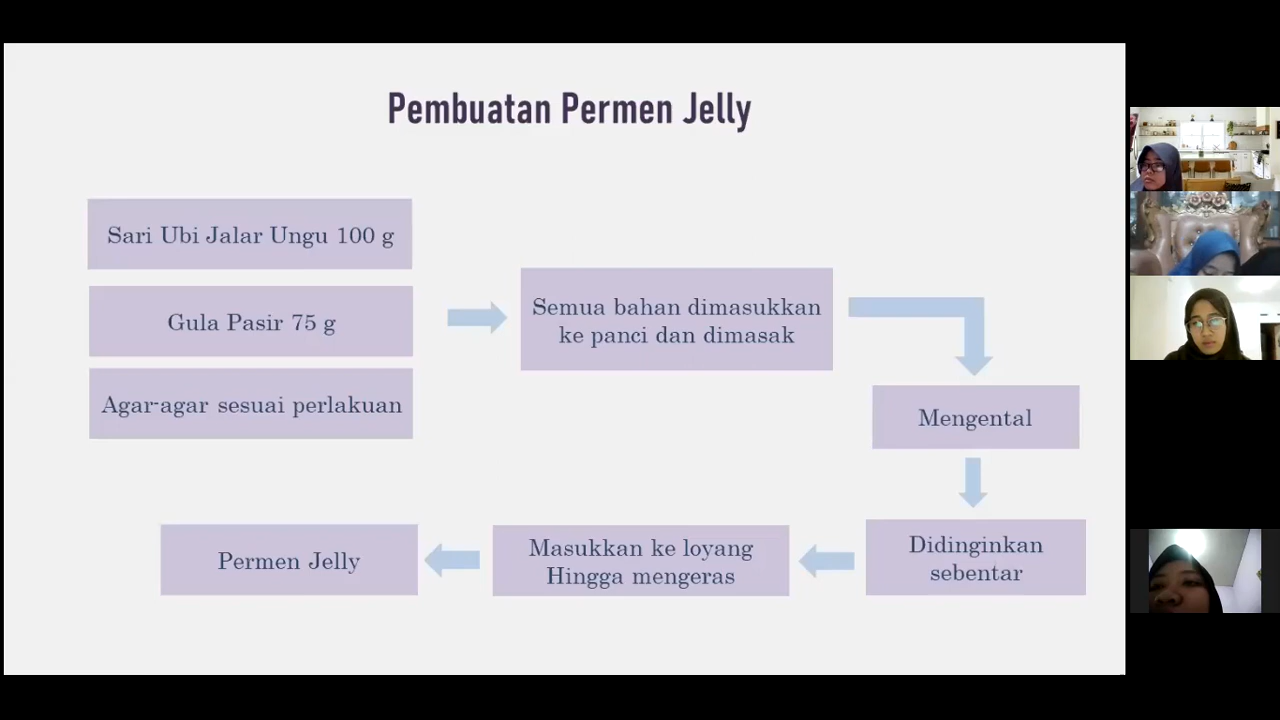 Pembuatan Permen Jelly
Sari Ubi Jalar Ungu 100 g
Gula Pasir 75 g
Agar-agar sesuai perlakuan
Semua bahan dimasukkan
ke panci dan dimasak
Mengental
Didinginkan
sebentar
Masukkan ke loyang
Hingga mengeras
Permen Jelly